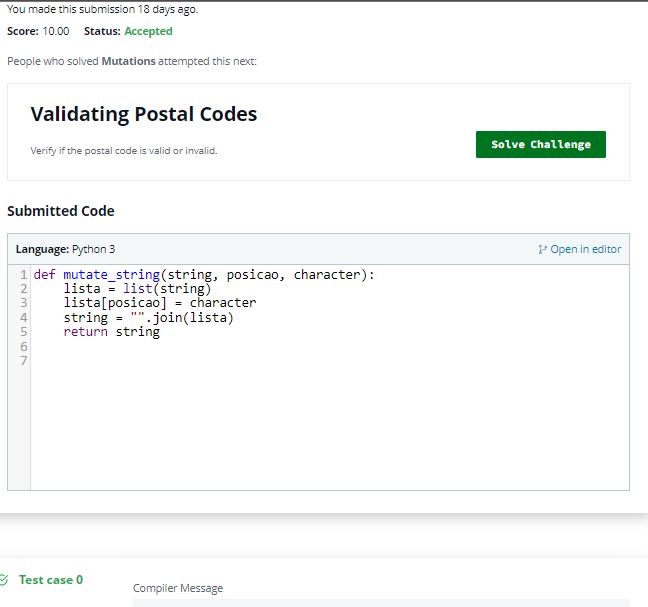 You made this submission 18 days ago.
Score: 10.00 Status: Accepted
People who solved Mutations attempted this next:
Validating Postal Codes
Verify if the postal code is valid or invalid.
Solve Challenge
Submitted Code
Language: Python 3
Open in editor
1 def mutate_string(string, posicao, character):
2     lista = list(string)
3     lista[posicao] = character
4     string = "".join(lista)
5     return string
6
7
Test case 0
Compiler Message